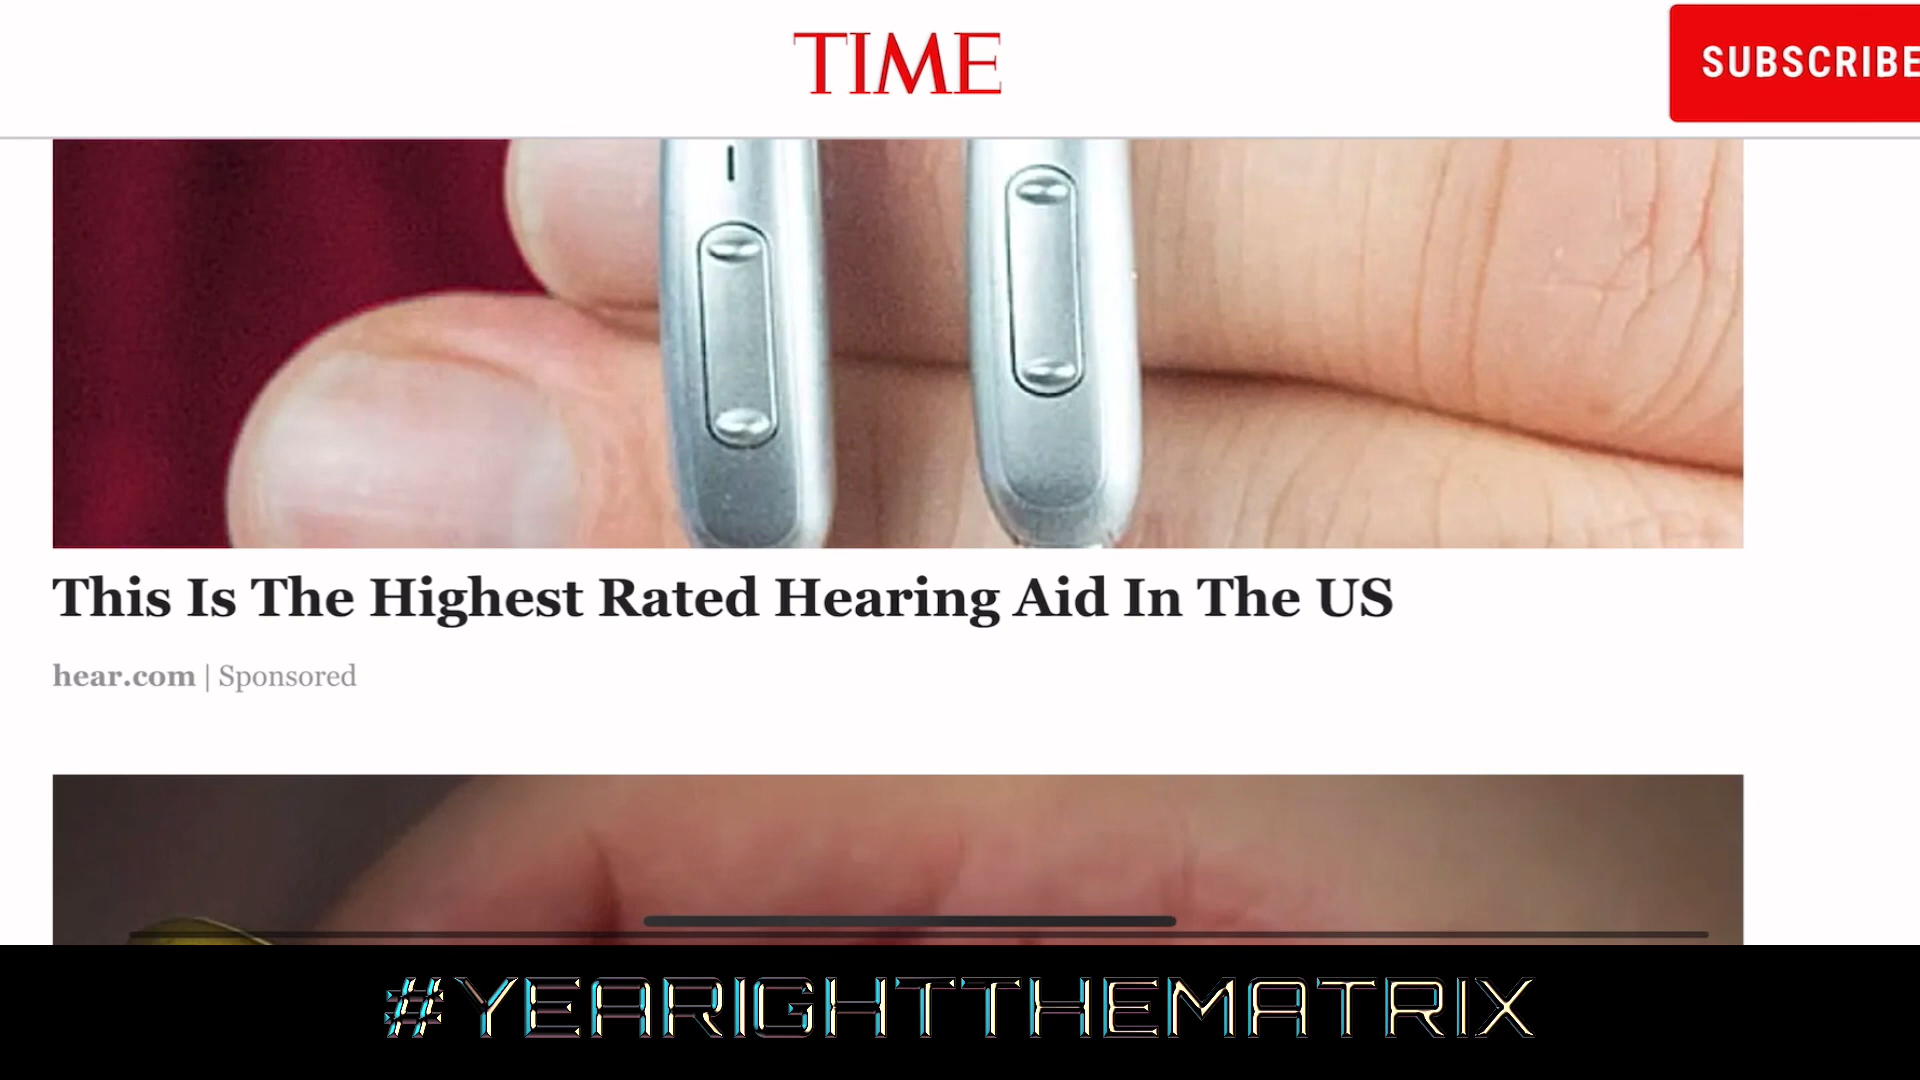 TIME
SUBSCRIBE
This Is The Highest Rated Hearing Aid In The US
hear.com | Sponsored
#YEARIGHTTHEMATRIX